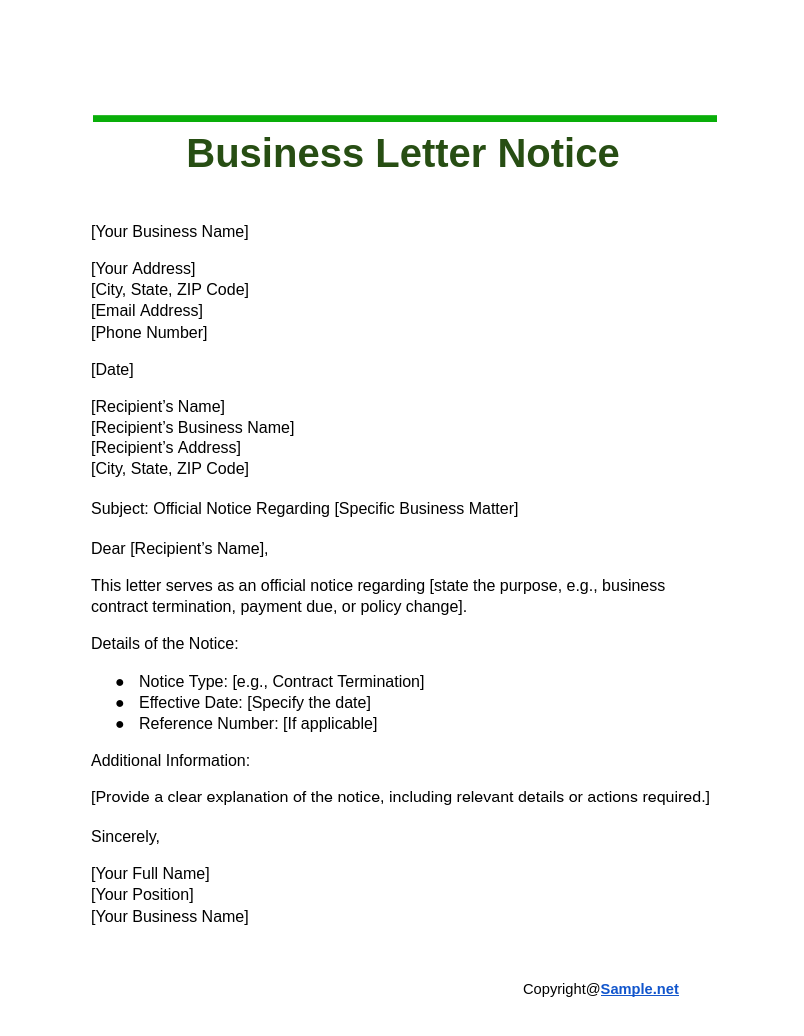 Business Letter Notice
[Your Business Name]
[Your Address]
[City, State, ZIP Code]
[Email Address]
[Phone Number]
[Date]
[Recipient’s Name]
[Recipient’s Business Name]
[Recipient’s Address]
[City, State, ZIP Code]
Subject: Official Notice Regarding [Specific Business Matter]
Dear [Recipient’s Name],
This letter serves as an official notice regarding [state the purpose, e.g., business
contract termination, payment due, or policy change].
Details of the Notice:
● Notice Type: [e.g., Contract Termination]
● Effective Date: [Specify the date]
● Reference Number: [If applicable]
Additional Information:
[Provide a clear explanation of the notice, including relevant details or actions required.]
Sincerely,
[Your Full Name]
[Your Position]
[Your Business Name]
Copyright@Sample.net